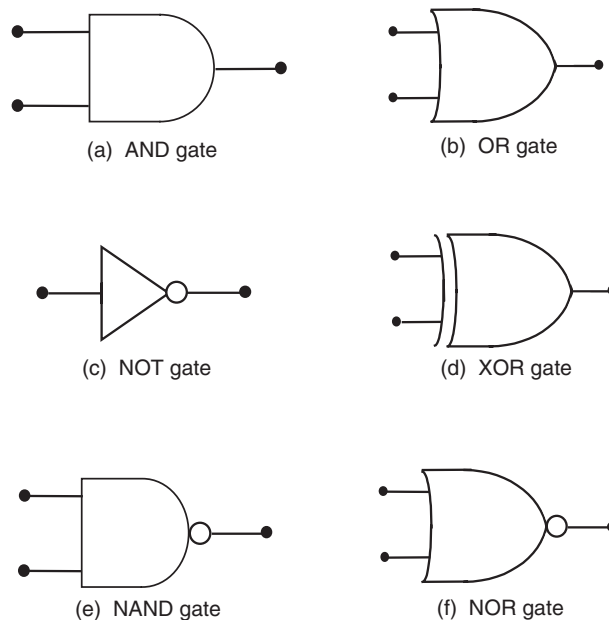 (a) AND gate
(b) OR gate
(c) NOT gate
(d) XOR gate
(e) NAND gate
(f) NOR gate